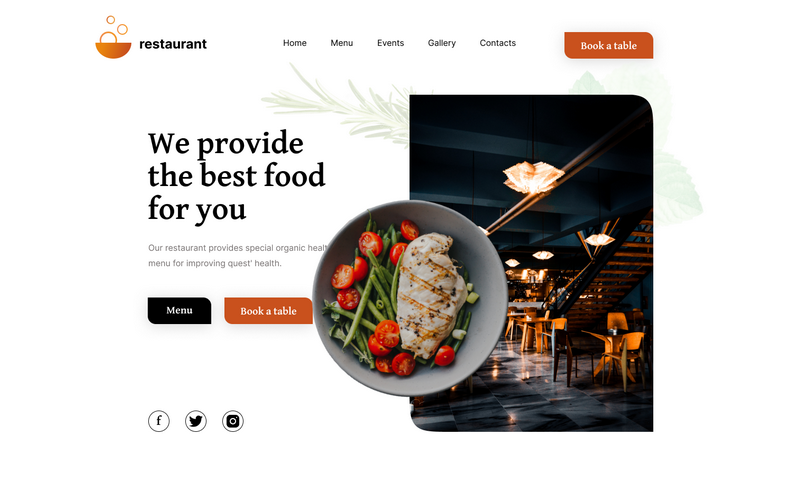 restaurant
Home
Menu
Events
Gallery
Contacts
Book a table
We provide
the best food
for you
Our restaurant provides special organic
menu for improving quest' health.
Menu
Book a table
f